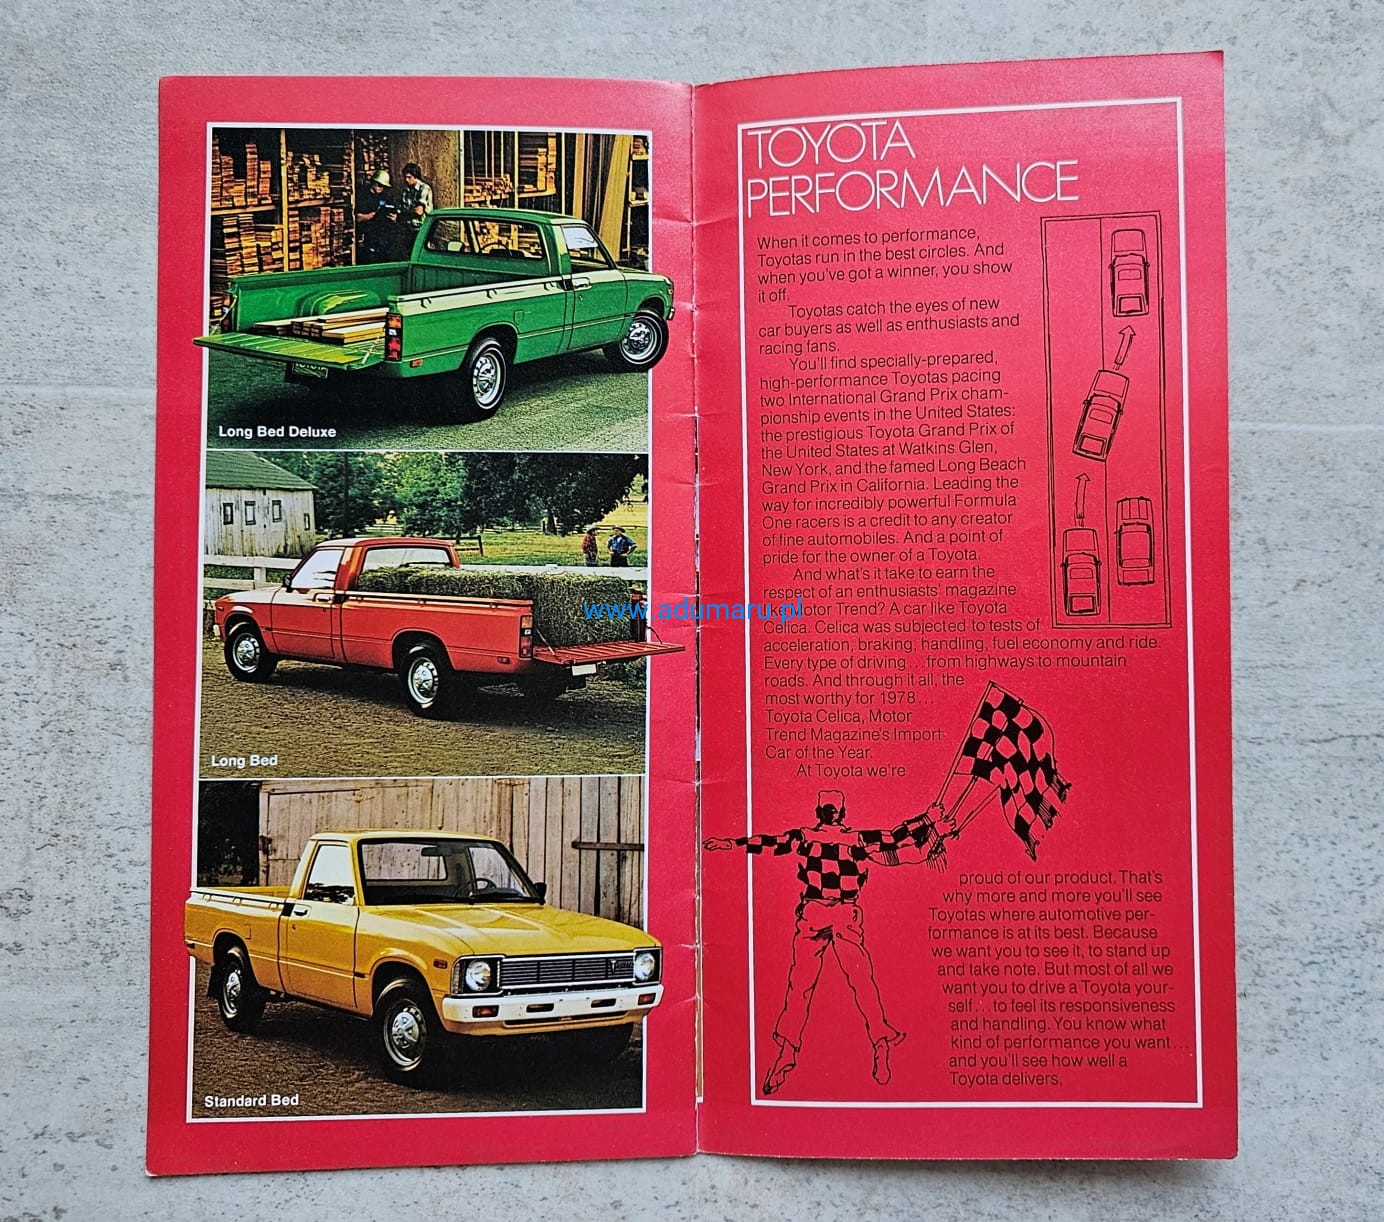 Long Bed Deluxe
Long Bed
Standard Bed
TOYOTA
PERFORMANCE
When it comes to performance,
Toyotas run in the best circles. And
when you've got a winner, you show
it off.
Toyotas catch the eyes of new
car buyers as well as enthusiasts and
racing fans.
You'll find specially-prepared,
high-performance Toyotas pacing
two International Grand Prix cham-
pionship events in the United States:
the prestigious Toyota Grand Prix of
the United States at Watkins Glen,
New York, and the famed Long Beach
Grand Prix in California. Leading the
way for incredibly powerful Formula
One racers is a credit to any creator
of fine automobiles. And a point of
pride for the owner of a Toyota.
And what's it take to earn the
respect of an enthusiasts' magazine
www.adumaru.pl
Motor Trend? A car like Toyota
Celica. Celica was subjected to tests of
acceleration, braking, handling, fuel economy and ride.
Every type of driving...from highways to mountain
roads. And through it all, the
most worthy for 1978...
Toyota Celica, Motor
Trend Magazine's Import
Car of the Year.
At Toyota we're
proud of our product. That's
why more and more you'll see
Toyotas where automotive per-
formance is at its best. Because
we want you to see it, to stand up
and take note. But most of all we
want you to drive a Toyota your-
self...to feel its responsiveness
and handling. You know what
kind of performance you want...
and you'll see how well a
Toyota delivers.